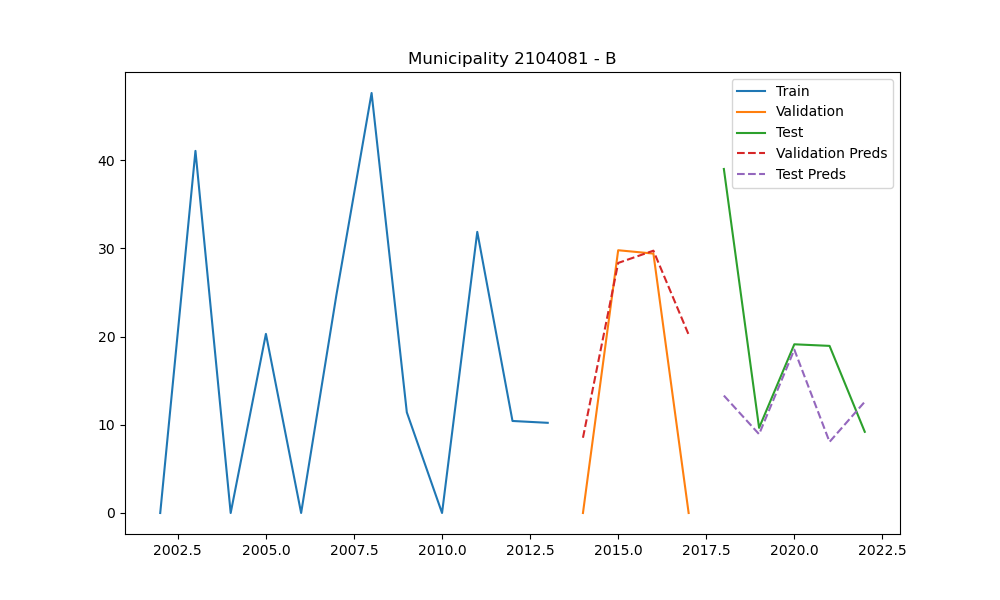 Municipality 2104081 - B
Train
Validation
Test
Validation Preds
Test Preds
40
30
20
10
0
2002.5 2005.0 2007.5 2010.0 2012.5 2015.0 2017.5 2020.0 2022.5